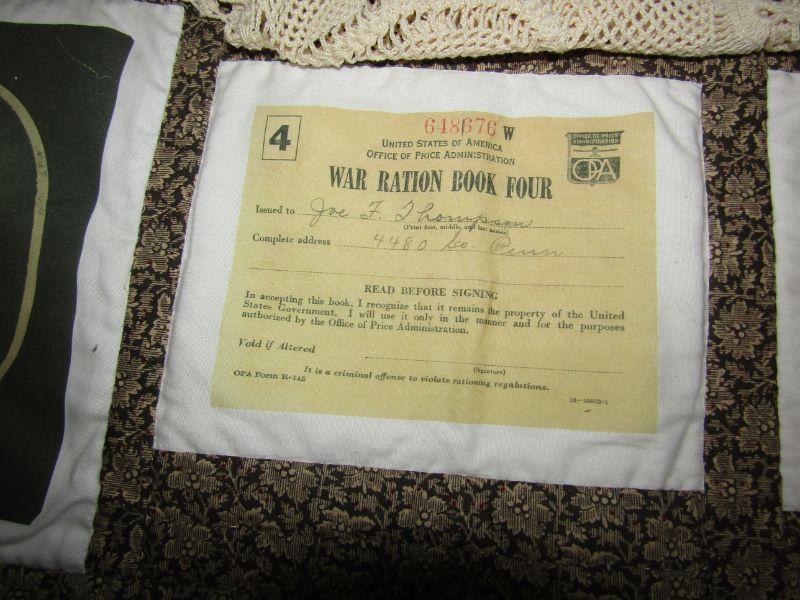 4
648676 W
UNITED STATES OF AMERICA
OFFICE OF PRICE ADMINISTRATION
OFFICE OF PRICE ADMINISTRATION
OPA
WAR RATION BOOK FOUR
Issued to Joe F. Thompson
(Print first, middle, and last names)
Complete address 4480 So. Penn
READ BEFORE SIGNING
In accepting this book, I recognize that it remains the property of the United
States Government. I will use it only in the manner and for the purposes
authorized by the Office of Price Administration.
Void if Altered
(Signature)
It is a criminal offense to violate rationing regulations.
OPA Form R-145